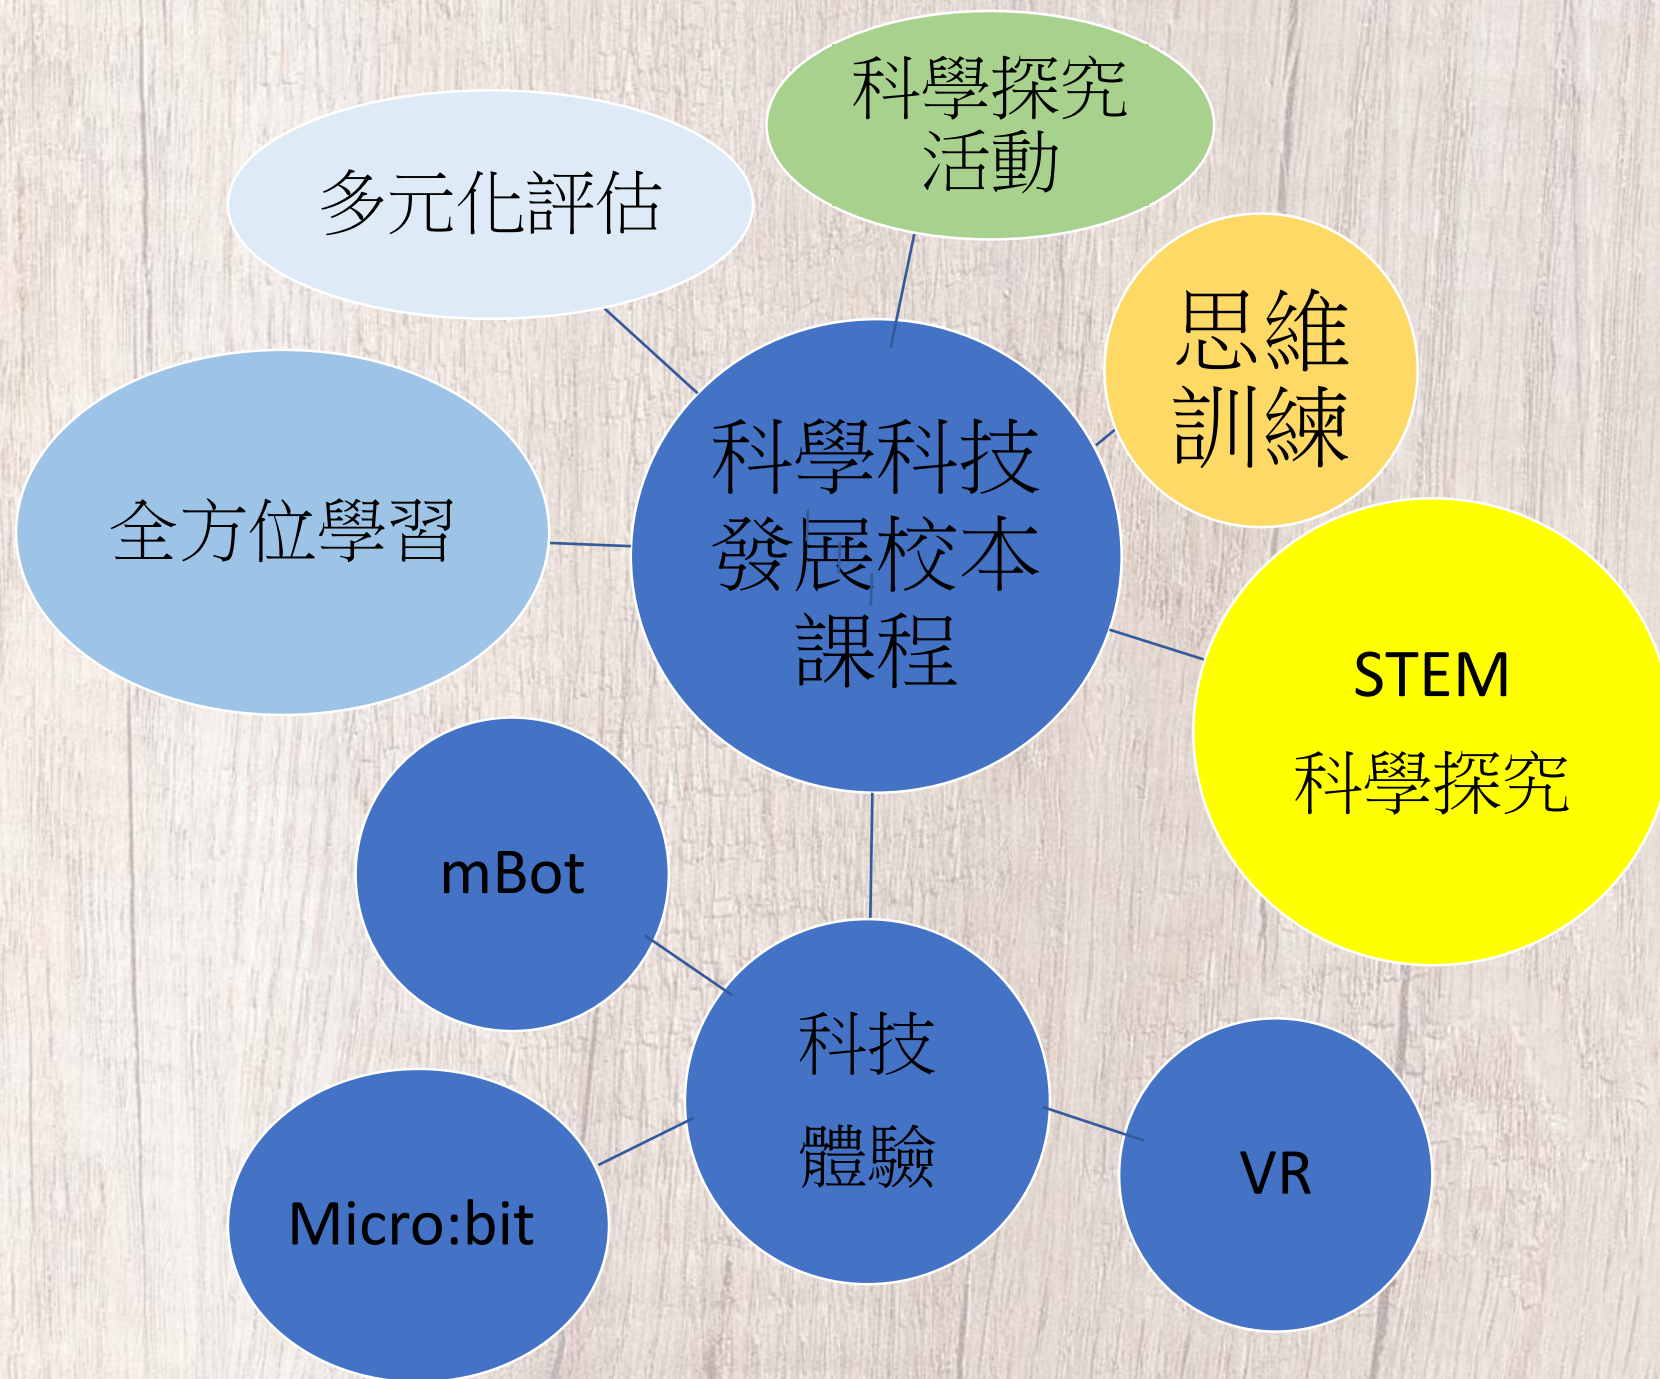 科學探究
活動
多元化評估
思維
訓練
科學科技
發展校本
課程
全方位學習
STEM
科學探究
mBot
科技
體驗
VR
Micro:bit